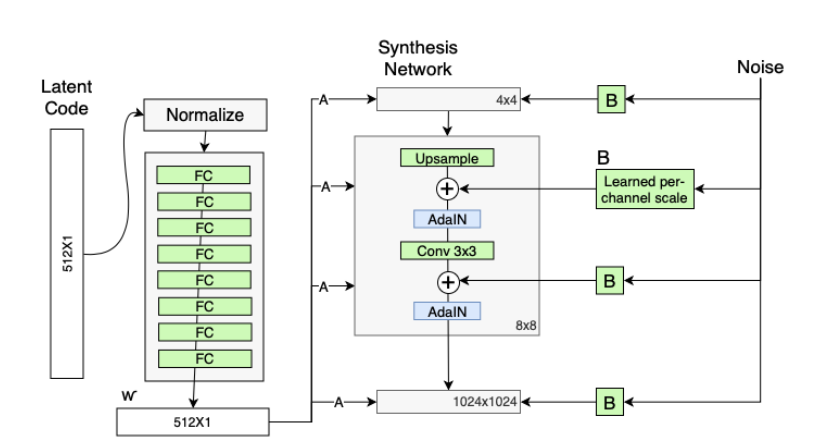 Latent
Code
512X1
Normalize
FC
FC
FC
FC
FC
FC
FC
FC
w
512X1
Synthesis
Network
A
4x4
B
Noise
Upsample
A
B
Learned per-
channel scale
AdaIN
Conv 3x3
A
B
AdaIN
8x8
A
1024x1024
B